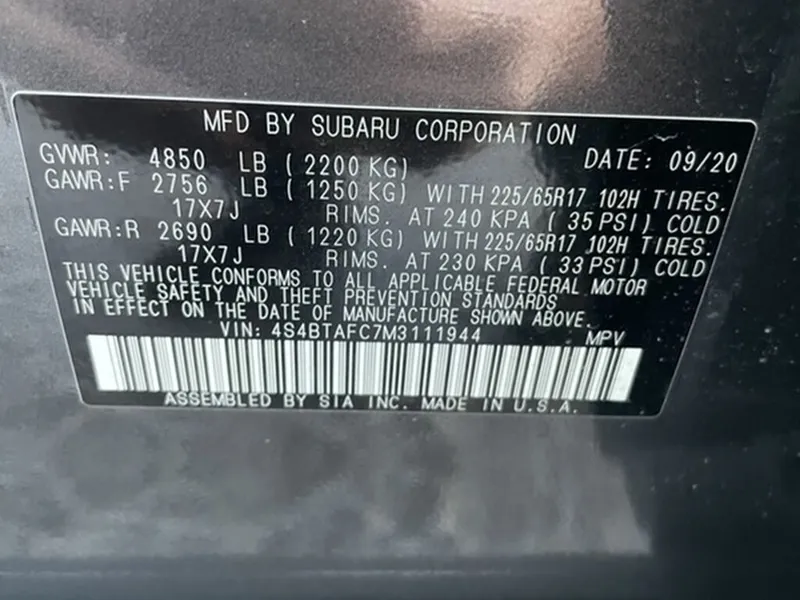 MFD BY SUBARU CORPORATION
GVWR: 4850 LB ( 2200 KG) DATE: 09/20
GAWR:F 2756 LB ( 1250 KG) WITH 225/65R17 102H TIRES.
17X7J RIMS. AT 240 KPA ( 35 PSI) COLD
GAWR:R 2690 LB ( 1220 KG) WITH 225/65R17 102H TIRES.
17X7J RIMS. AT 230 KPA ( 33 PSI) COLD
THIS VEHICLE CONFORMS TO ALL APPLICABLE FEDERAL MOTOR
VEHICLE SAFETY AND THEFT PREVENTION STANDARDS
IN EFFECT ON THE DATE OF MANUFACTURE SHOWN ABOVE.
VIN: 4S4BTAFC7M3111944 MPV
ASSEMBLED BY SIA INC. MADE IN U.S.A.